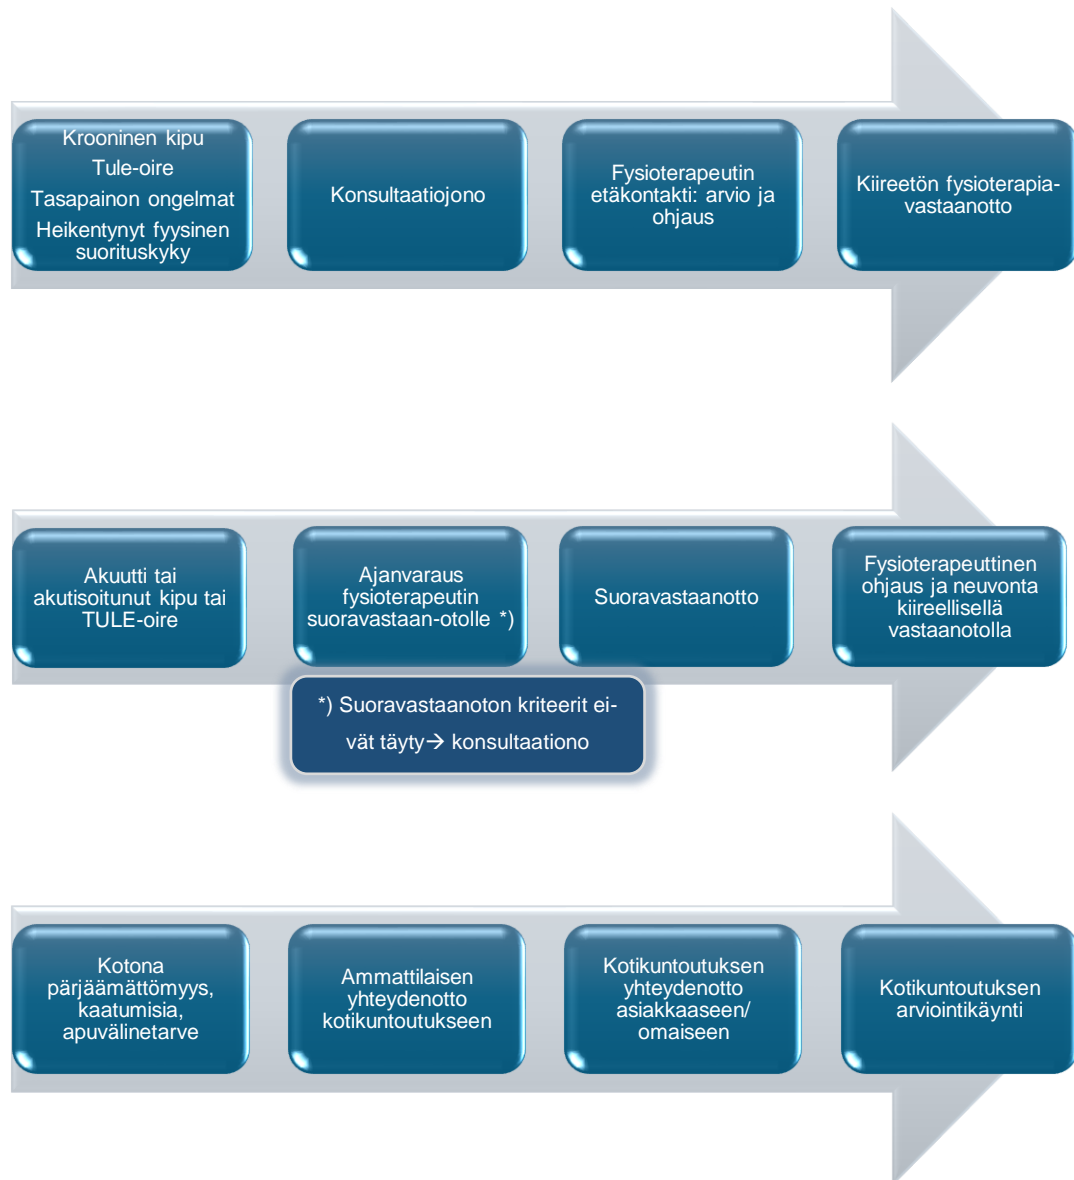 Krooninen kipu
Tule-oire
Tasapainon ongelmat
Heikentynyt fyysinen
suorituskyky
Konsultaatiojono
Fysioterapeutin
etäkontakti: arvio ja
ohjaus
Kiireetön fysioterapia-
vastaanotto
Akuutti tai
akutisoitunut kipu tai
TULE-oire
Ajanvaraus
fysioterapeutin
suoravastaan-otolle *)
Suoravastaanotto
Fysioterapeuttinen
ohjaus ja neuvonta
kiireellisellä
vastaanotolla
*) Suoravastaanoton kriteerit ei-
vät täyty→ konsultaationo
Kotona
pärjäämättömyys,
kaatumisia,
apuvälinetarve
Ammattilaisen
yhteydenotto
kotikuntoutukseen
Kotikuntoutuksen
yhteydenotto
asiakkaaseen/
omaiseen
Kotikuntoutuksen
arviointikäynti